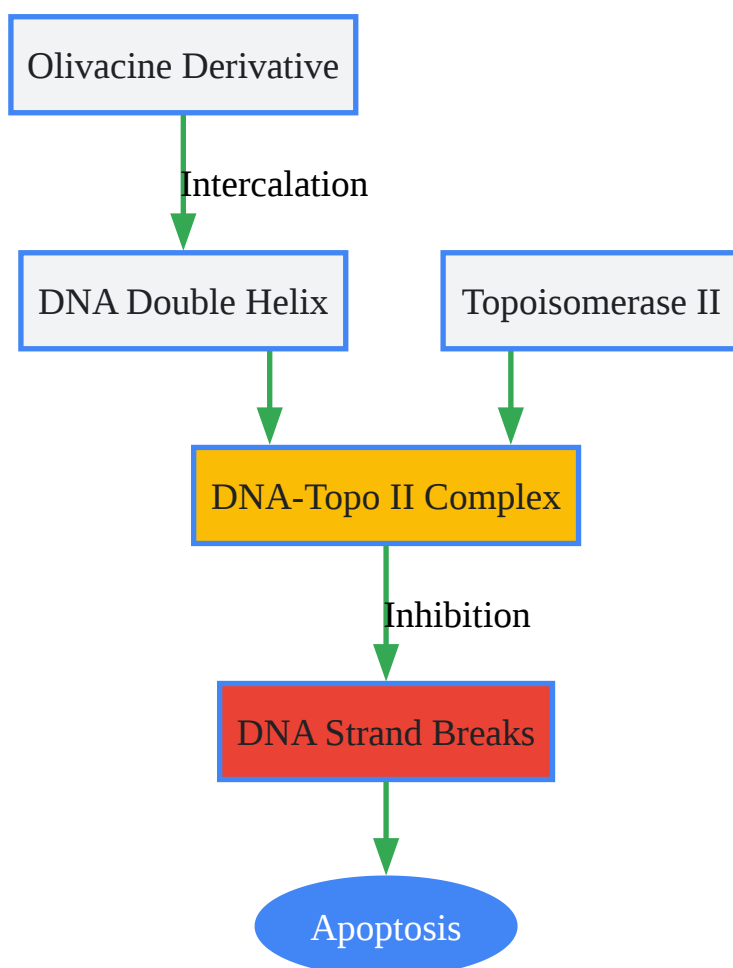 Olivacine Derivative
Intercalation
DNA Double Helix
Topoisomerase II
DNA-Topo II Complex
Inhibition
DNA Strand Breaks
Apoptosis